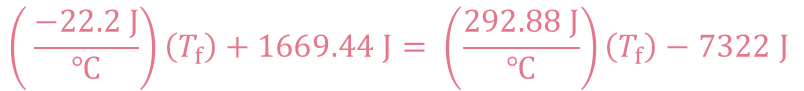 (−22.2 J/°C)(T_f) + 1669.44 J = (292.88 J/°C)(T_f) − 7322 J